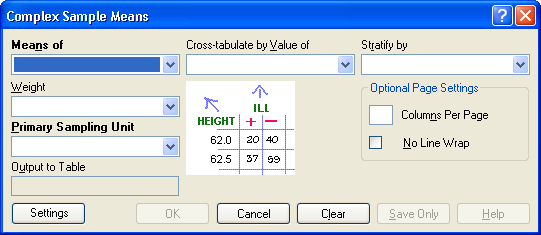 Complex Sample Means
Means of
Cross-tabulate by Value of
Stratify by
Weight
Primary Sampling Unit
Output to Table
ILL
HEIGHT + −
62.0 20 40
62.5 37 59
Optional Page Settings
Columns Per Page
No Line Wrap
Settings
OK
Cancel
Clear
Save Only
Help